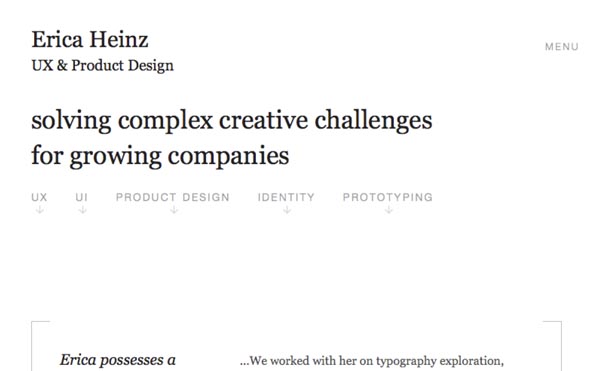 Erica Heinz
UX & Product Design
MENU
solving complex creative challenges
for growing companies
UX UI PRODUCT DESIGN IDENTITY PROTOTYPING
Erica possesses a
...We worked with her on typography exploration,